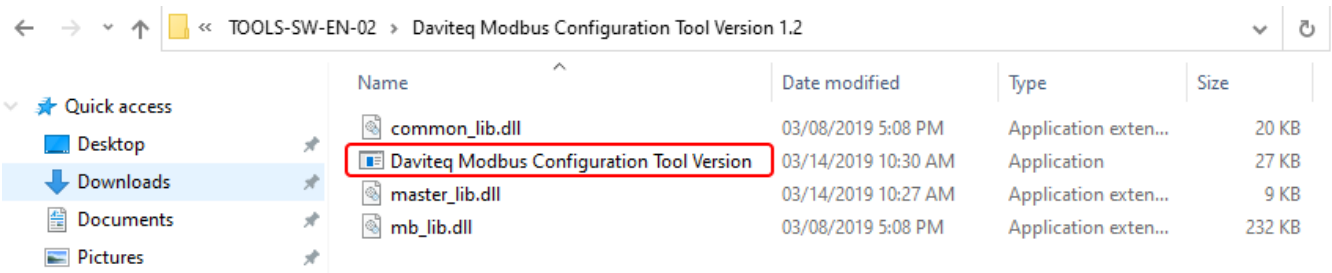 « TOOLS-SW-EN-02 > Daviteq Modbus Configuration Tool Version 1.2
Name Date modified Type Size
Quick access
common_lib.dll 03/08/2019 5:08 PM Application exten... 20 KB
Desktop
Daviteq Modbus Configuration Tool Version 03/14/2019 10:30 AM Application 27 KB
Downloads
master_lib.dll 03/14/2019 10:27 AM Application exten... 9 KB
Documents
mb_lib.dll 03/08/2019 5:08 PM Application exten... 232 KB
Pictures